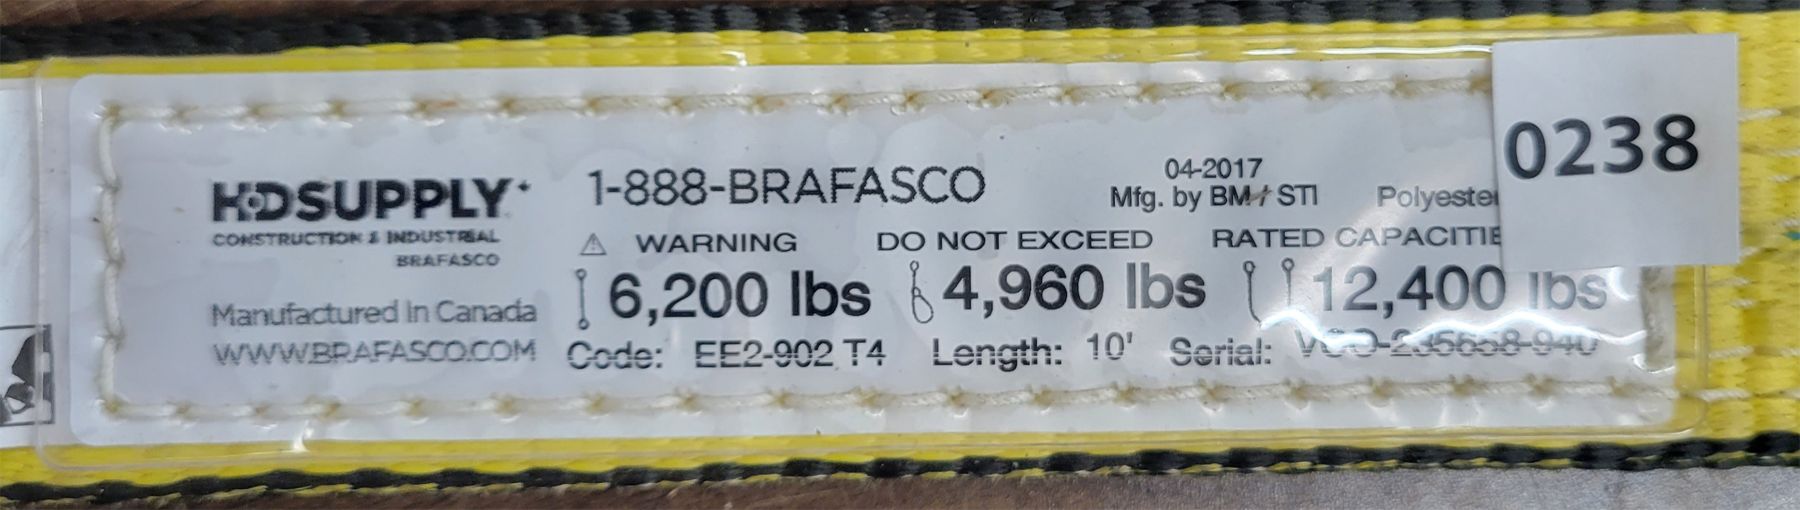 HDSUPPLY
CONSTRUCTION & INDUSTRIAL
BRAFASCO
Manufactured In Canada
WWW.BRAFASCO.COM
1-888-BRAFASCO
04-2017
Mfg. by BM / STI
Polyester
⚠ WARNING DO NOT EXCEED RATED CAPACITIE
6,200 lbs 4,960 lbs 12,400 lbs
Code: EE2-902 T4 Length: 10' Serial:
0238